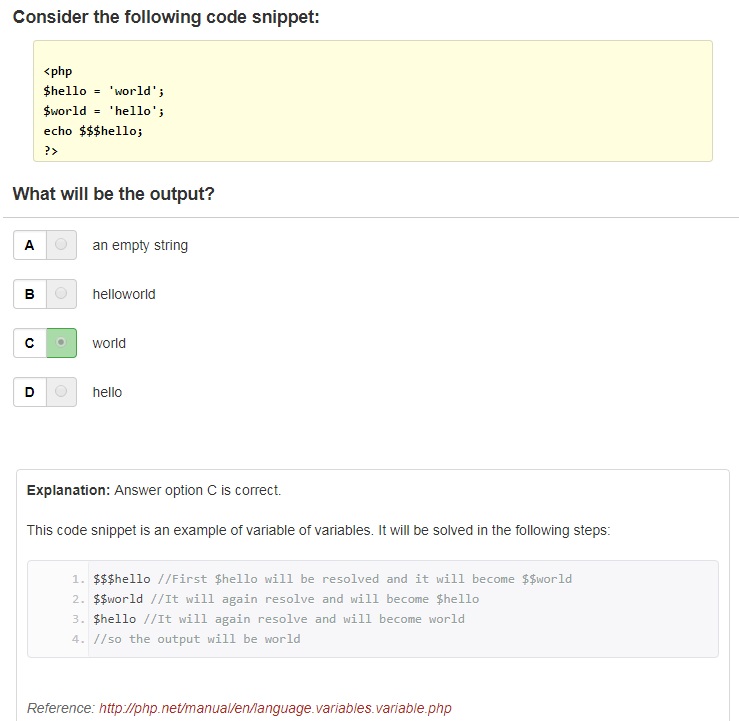 Consider the following code snippet:
<php
$hello = 'world';
$world = 'hello';
echo $$$hello;
?>
What will be the output?
A an empty string
B helloworld
C world
D hello
Explanation: Answer option C is correct.
This code snippet is an example of variable of variables. It will be solved in the following steps:
1. $$$hello //First $hello will be resolved and it will become $$world
2. $$world //It will again resolve and will become $hello
3. $hello //It will again resolve and will become world
4. //so the output will be world
Reference: http://php.net/manual/en/language.variables.variable.php